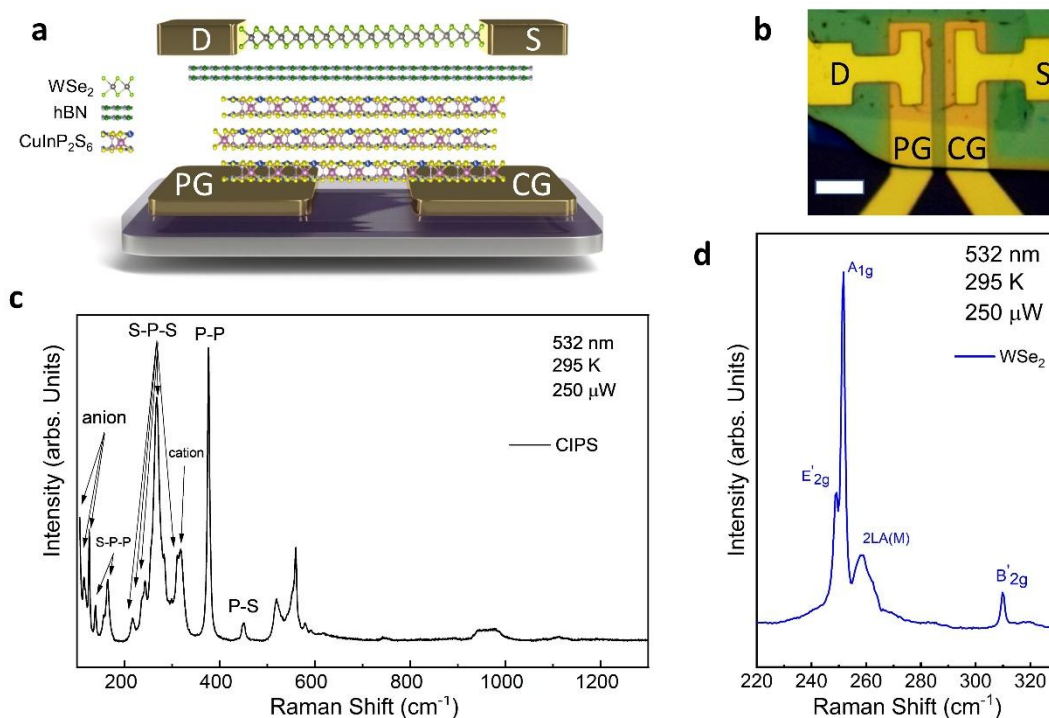 a
D
S
WSe2
hBN
CuInP2S6
PG
CG
b
D
S
PG
CG
c
S-P-S
P-P
532 nm
295 K
250 μW
anion
cation
CIPS
S-P-P
P-S
Intensity (arbs. Units)
200 400 600 800 1000 1200
Raman Shift (cm-1)
d
A1g
532 nm
295 K
250 μW
WSe2
E'2g
2LA(M)
B'2g
Intensity (arbs. Units)
220 240 260 280 300 320
Raman Shift (cm-1)